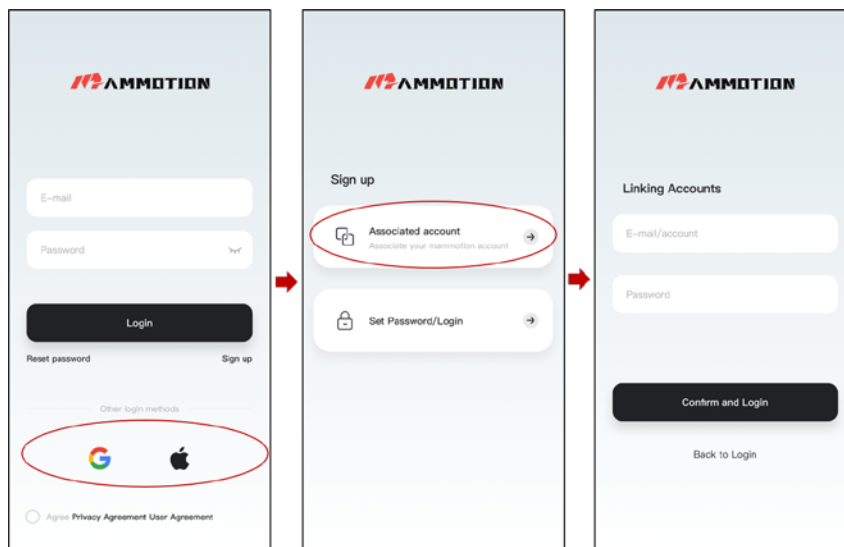 MAMMOTION
E-mail
Password
Login
Reset password Sign up
Other login methods
Agree Privacy Agreement User Agreement
MAMMOTION
Sign up
Associated account
Associate your mammotion account
Set Password/Login
MAMMOTION
Linking Accounts
E-mail/account
Password
Confirm and Login
Back to Login